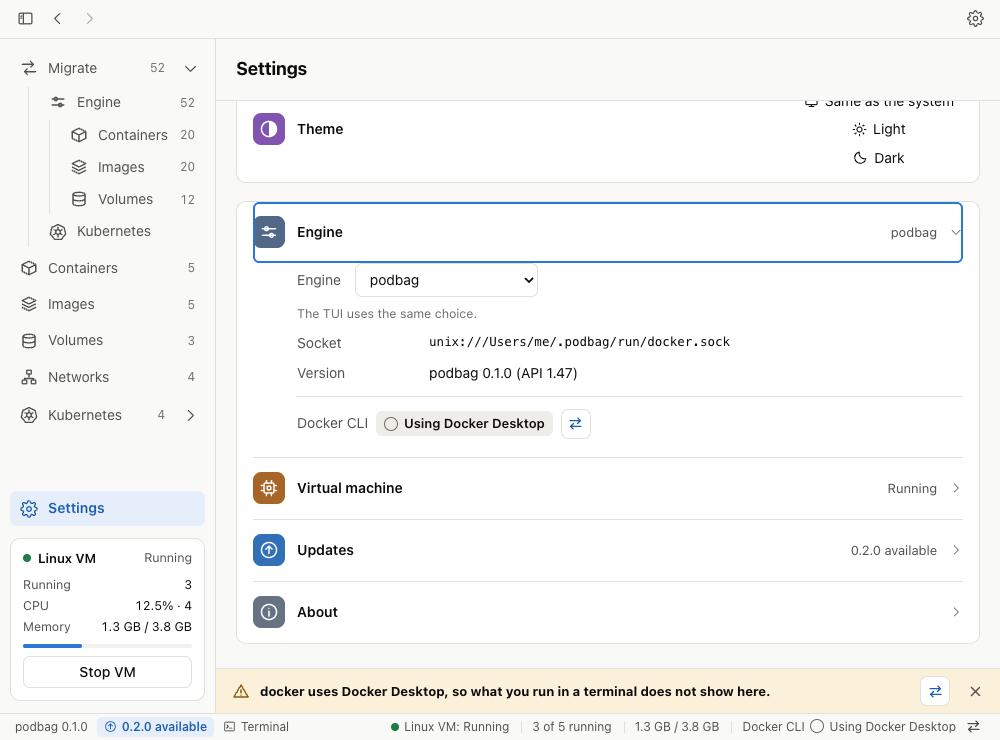 Migrate 52
Engine 52
Containers 20
Images 20
Volumes 12
Kubernetes
Containers 5
Images 5
Volumes 3
Networks 4
Kubernetes 4
Settings
Linux VM Running
Running 3
CPU 12.5% · 4
Memory 1.3 GB / 3.8 GB
Stop VM
Settings
Same as the system
Theme
Light
Dark
Engine podbag
Engine podbag
The TUI uses the same choice.
Socket unix:///Users/me/.podbag/run/docker.sock
Version podbag 0.1.0 (API 1.47)
Docker CLI Using Docker Desktop
Virtual machine Running
Updates 0.2.0 available
About
docker uses Docker Desktop, so what you run in a terminal does not show here.
podbag 0.1.0 0.2.0 available Terminal Linux VM: Running 3 of 5 running 1.3 GB / 3.8 GB Docker CLI Using Docker Desktop